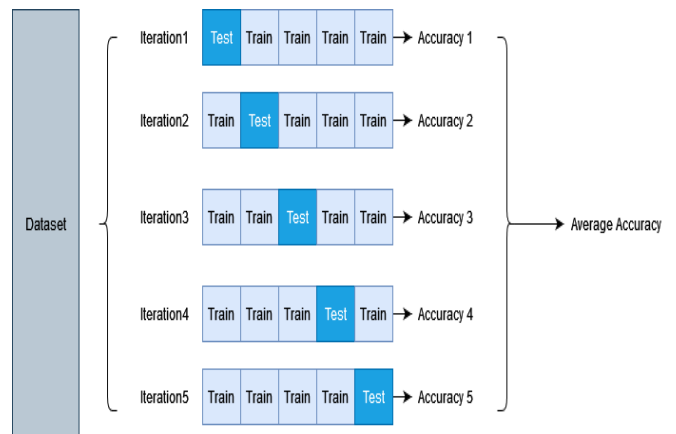 Iteration1 Test Train Train Train Train Accuracy 1
Iteration2 Train Test Train Train Train Accuracy 2
Iteration3 Train Train Test Train Train Accuracy 3
Dataset
Average Accuracy
Iteration4 Train Train Train Test Train Accuracy 4
Iteration5 Train Train Train Train Test Accuracy 5